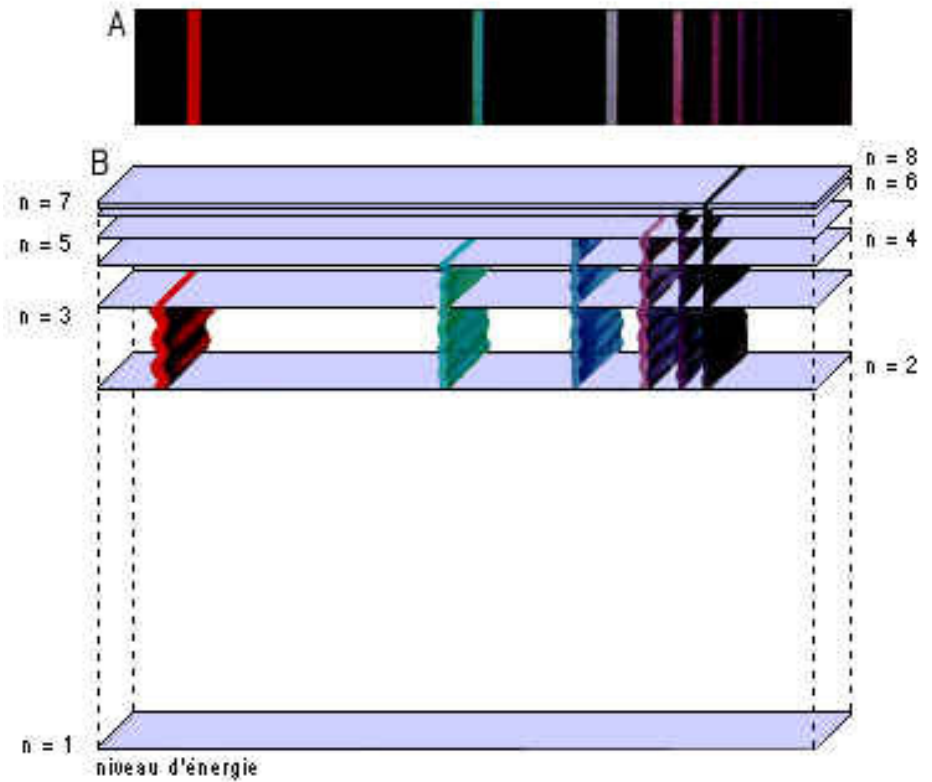 A
B
n = 8
n = 6
n = 7
n = 5
n = 4
n = 3
n = 2
n = 1
niveau d'énergie